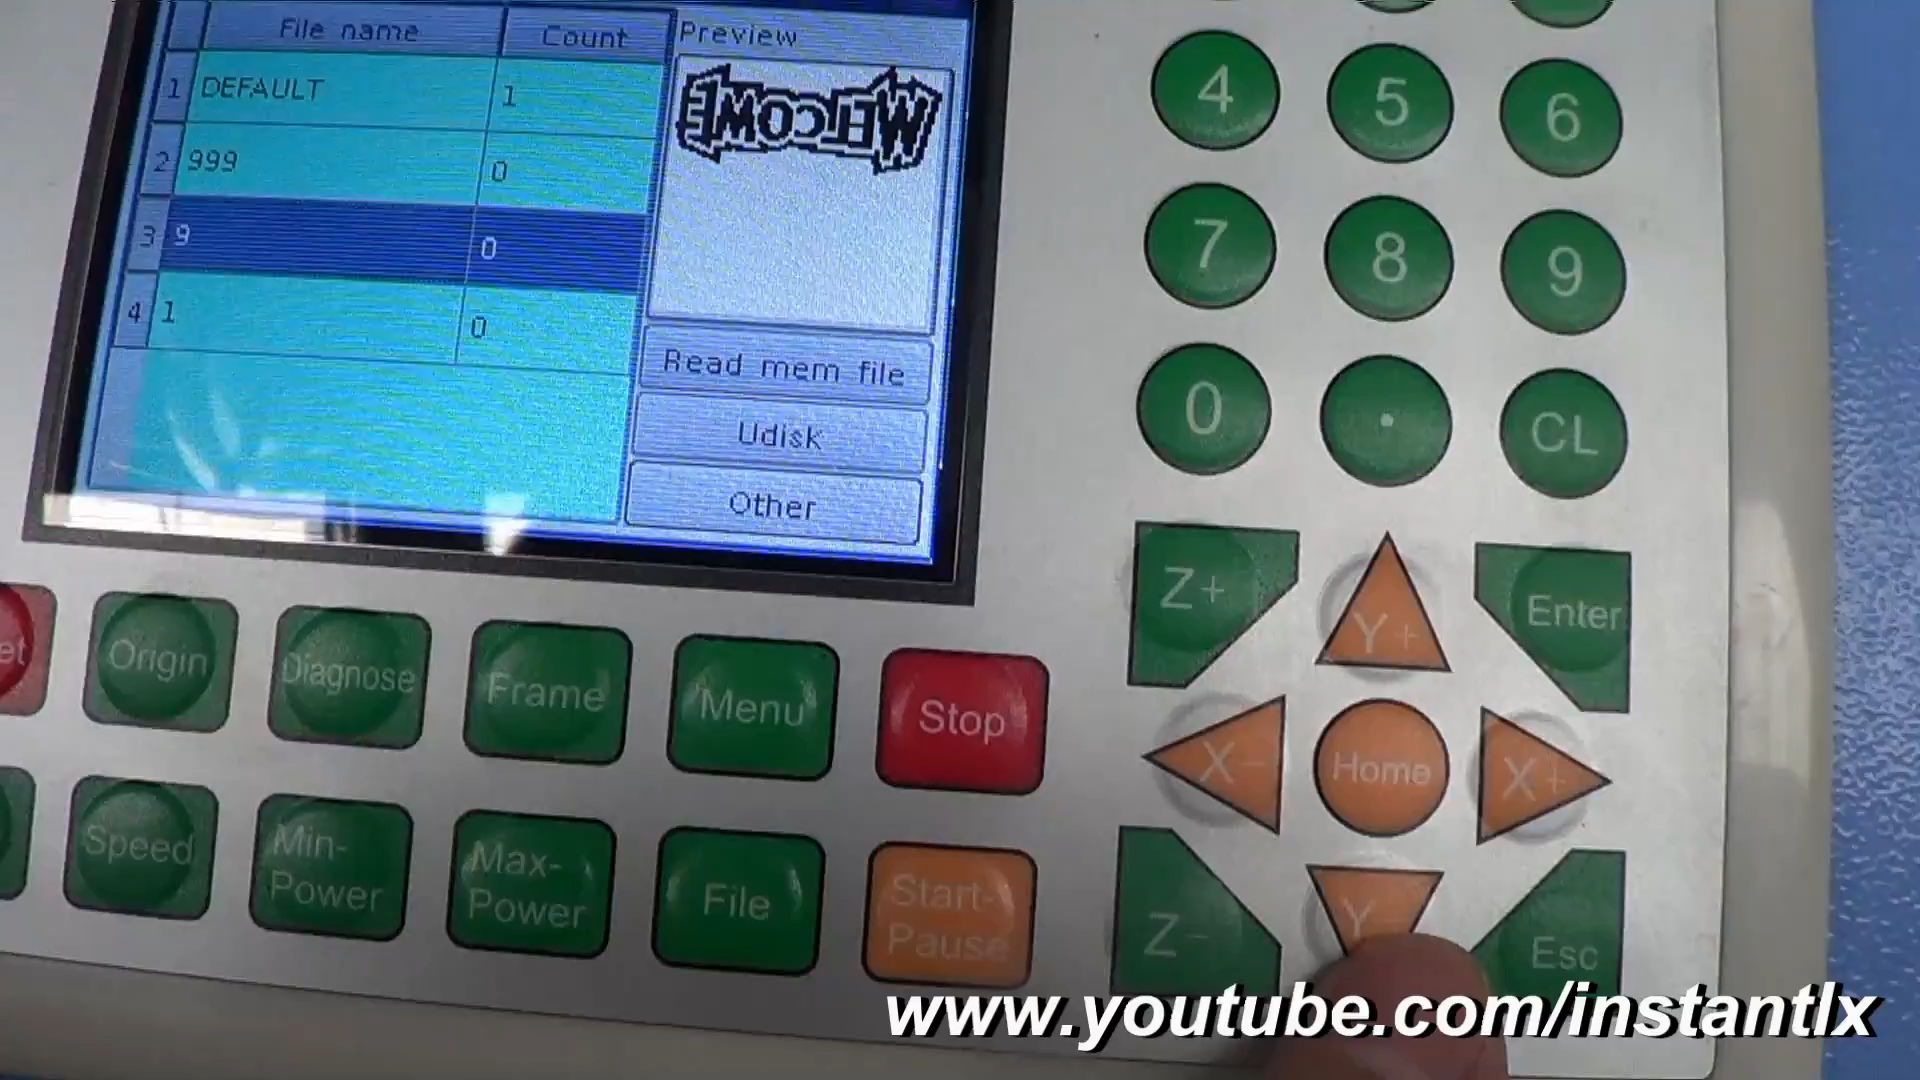 File name Count Preview
1 DEFAULT 1
2 999 0
3 9 0
4 1 0
WELCOME
Read mem file
Udisk
Other
4 5 6
7 8 9
0 . CL
Z+ Y+ Enter
X- Home X+
Z- Y- Esc
Origin Diagnose Frame Menu Stop
Speed Min-Power Max-Power File Start-Pause
www.youtube.com/instantlx